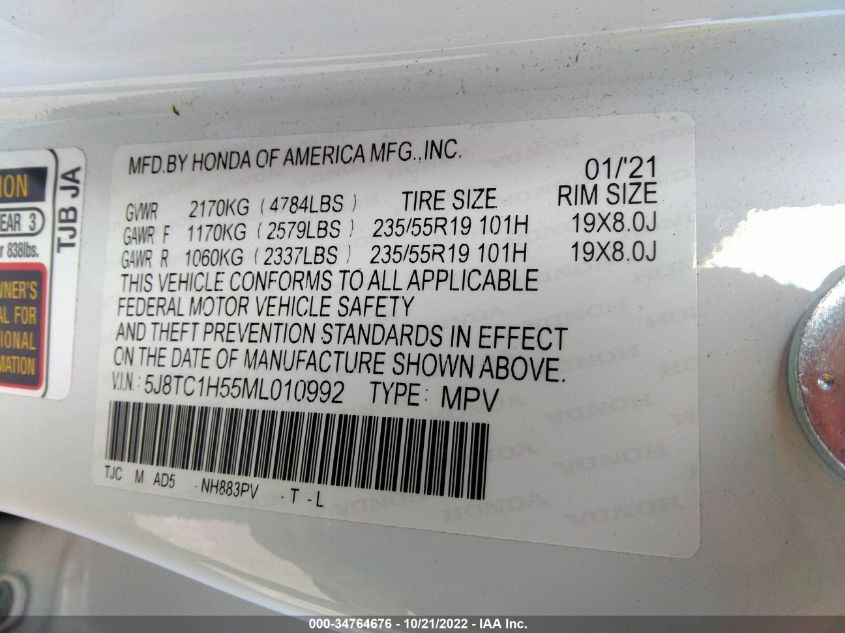 MFD.BY HONDA OF AMERICA MFG.,INC. 01/'21
GVWR 2170KG (4784LBS) TIRE SIZE RIM SIZE
GAWR F 1170KG (2579LBS) 235/55R19 101H 19X8.0J
GAWR R 1060KG (2337LBS) 235/55R19 101H 19X8.0J
THIS VEHICLE CONFORMS TO ALL APPLICABLE
FEDERAL MOTOR VEHICLE SAFETY
AND THEFT PREVENTION STANDARDS IN EFFECT
ON THE DATE OF MANUFACTURE SHOWN ABOVE.
V.I.N: 5J8TC1H55ML010992 TYPE: MPV
TJC M AD5 -NH883PV -T -L
TJB JA
EAR 3
838lbs.
WNER'S
AL FOR
IONAL
MATION
HONDA HONDA HONDA
000-34764676 - 10/21/2022 - IAA Inc.